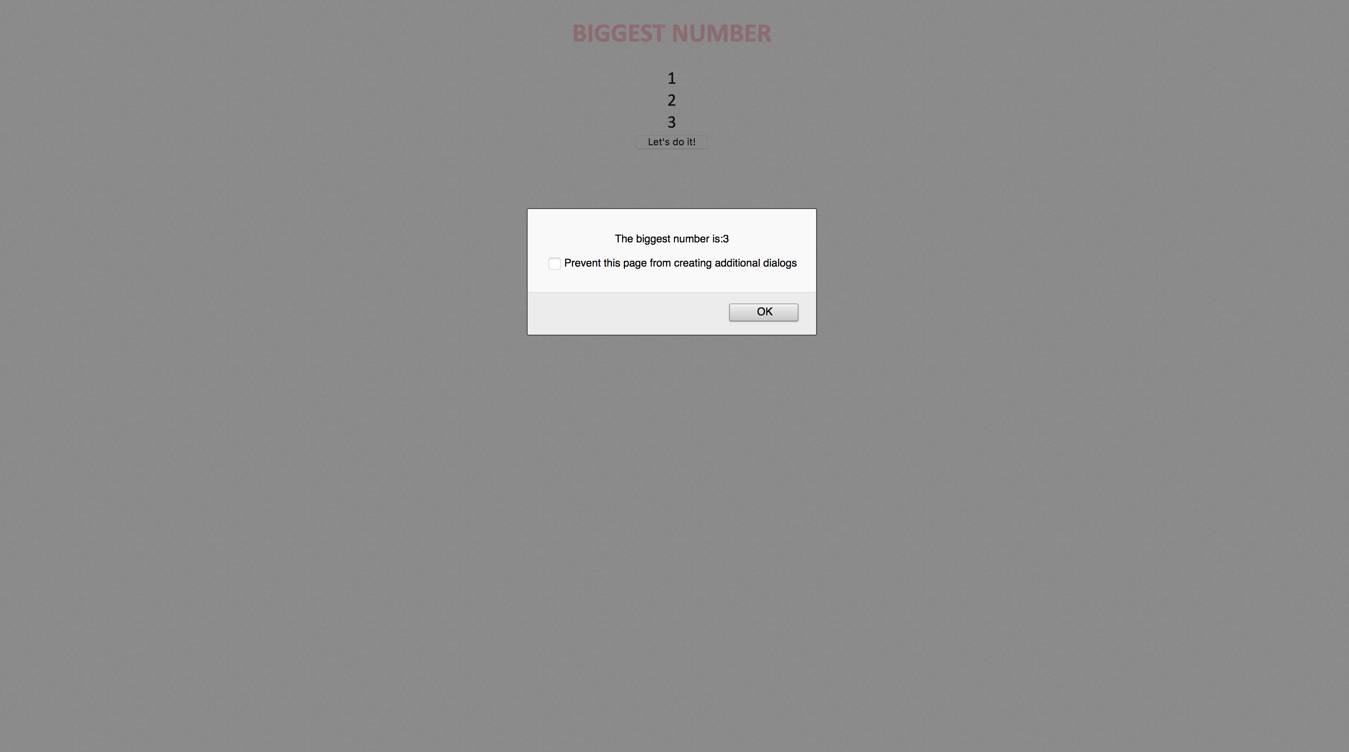 BIGGEST NUMBER
1
2
3
Let's do it!
The biggest number is:3
Prevent this page from creating additional dialogs
OK